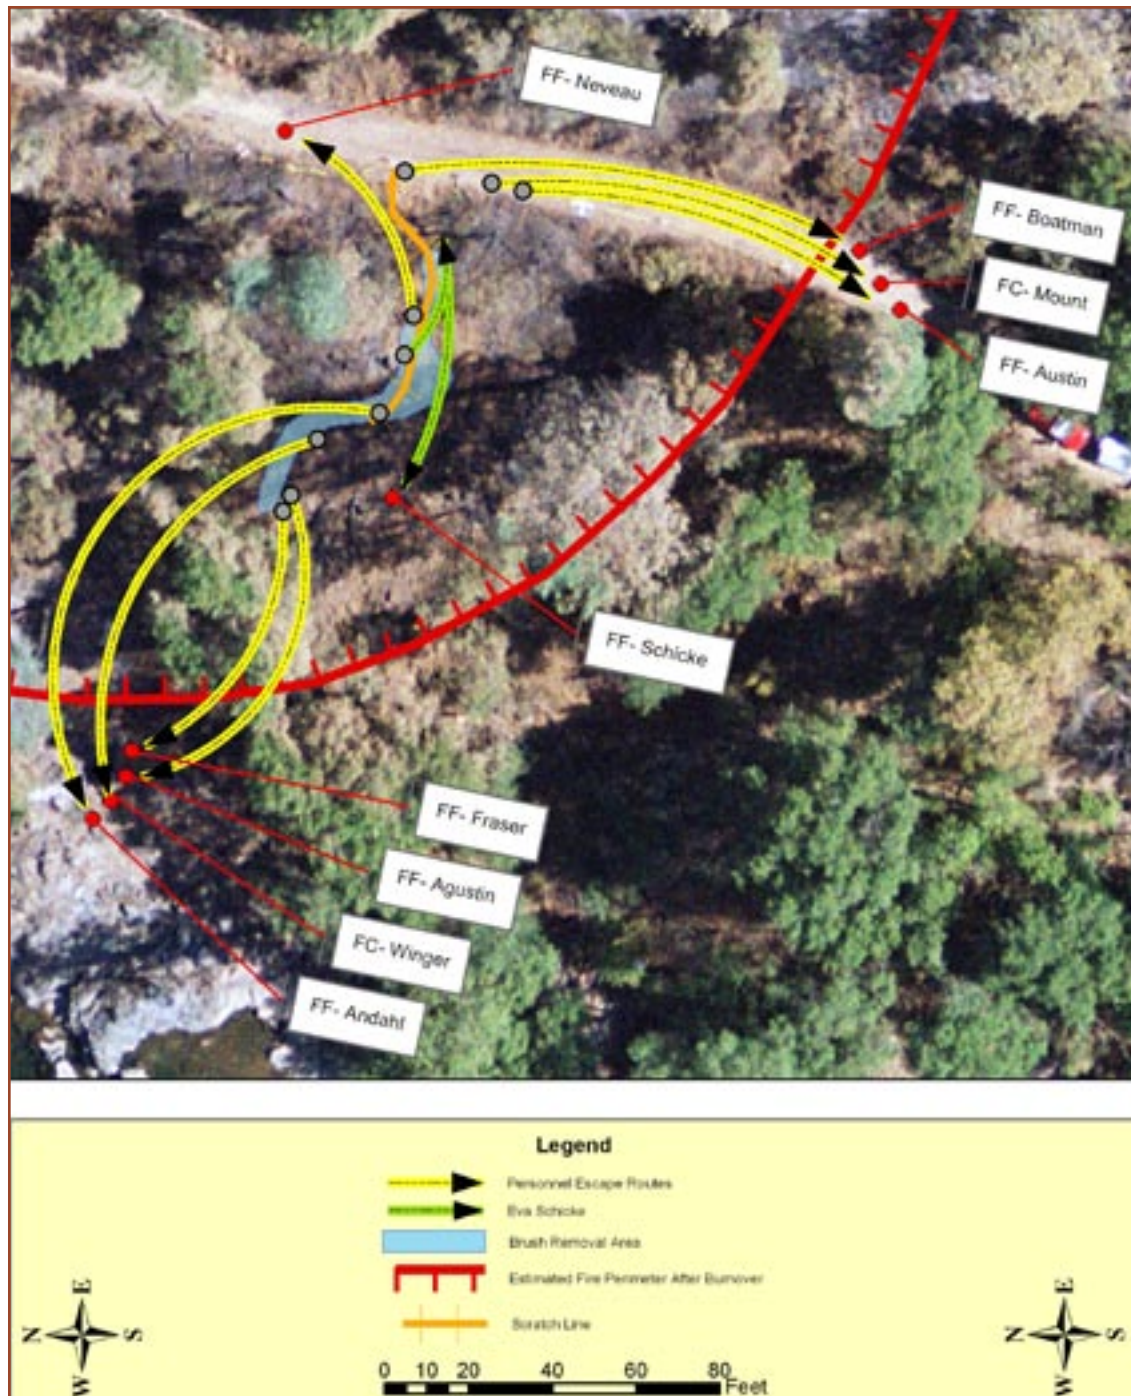 FF- Neveau
FF- Boatman
FC- Mount
FF- Austin
FF- Schicke
FF- Fraser
FF- Agustin
FC- Winger
FF- Andahl
Legend
Personnel Escape Routes
Eva Schicke
Brush Removal Area
Estimated Fire Perimeter After Burnover
Scratch Line
E
N S
W
E
N S
W
0 10 20 40 60 80
Feet